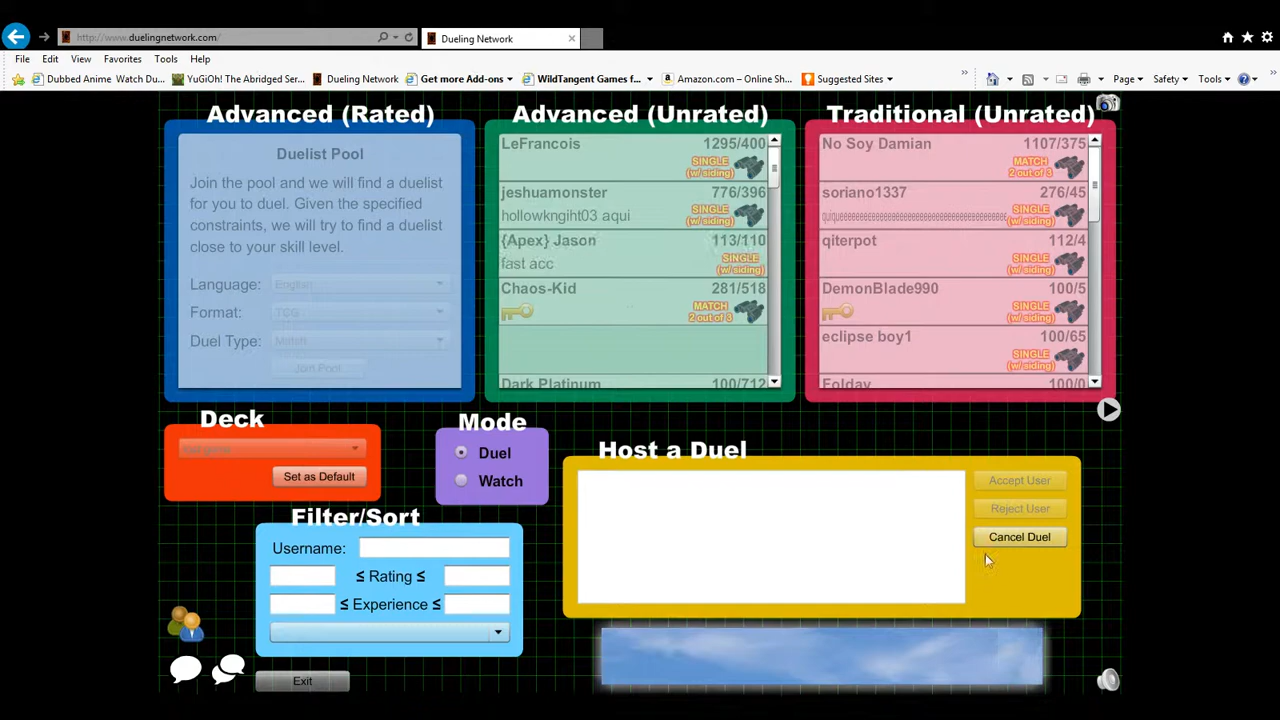 http://www.duelingnetwork.com/
Dueling Network
File Edit View Favorites Tools Help
Dubbed Anime Watch Du... YuGiOh! The Abridged Ser... Dueling Network Get more Add-ons WildTangent Games f... Amazon.com – Online Sh... Suggested Sites Page Safety Tools
Advanced (Rated)
Duelist Pool
Join the pool and we will find a duelist
for you to duel. Given the specified
constraints, we will try to find a duelist
close to your skill level.
Language: English
Format: TCG
Duel Type: Match
Join Pool
Advanced (Unrated)
LeFrancois 1295/400
SINGLE
(w/ siding)
jeshuamonster 776/396
hollowkngiht03 aqui SINGLE
(w/ siding)
{Apex} Jason 113/110
fast acc SINGLE
(w/ siding)
Chaos-Kid 281/518
MATCH
2 out of 3
Dark Platinum 100/712
Traditional (Unrated)
No Soy Damian 1107/375
MATCH
2 out of 3
soriano1337 276/45
SINGLE
(w/ siding)
qiterpot 112/4
SINGLE
(w/ siding)
DemonBlade990 100/5
SINGLE
(w/ siding)
eclipse boy1 100/65
SINGLE
(w/ siding)
Folday 100/0
Deck
Set as Default
Mode
Duel
Watch
Host a Duel
Accept User
Reject User
Cancel Duel
Filter/Sort
Username:
≤ Rating ≤
≤ Experience ≤
Exit